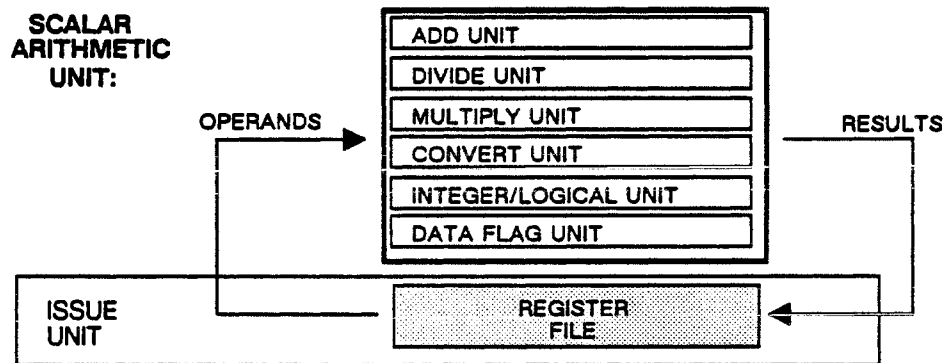 SCALAR
ARITHMETIC
UNIT:
ADD UNIT
DIVIDE UNIT
MULTIPLY UNIT
CONVERT UNIT
INTEGER/LOGICAL UNIT
DATA FLAG UNIT
OPERANDS
RESULTS
ISSUE
UNIT
REGISTER
FILE